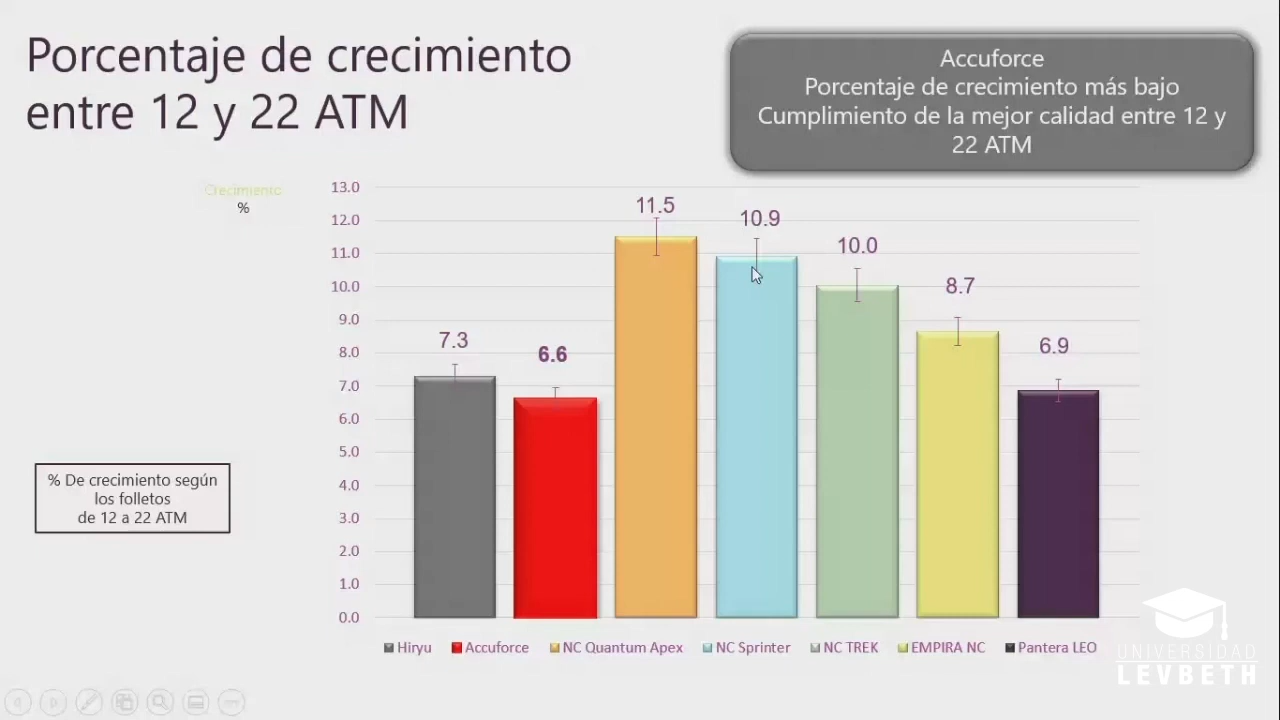 Porcentaje de crecimiento
entre 12 y 22 ATM
Accuforce
Porcentaje de crecimiento más bajo
Cumplimiento de la mejor calidad entre 12 y
22 ATM
Crecimiento
%
13.0
12.0
11.0
10.0
9.0
8.0
7.0
6.0
5.0
4.0
3.0
2.0
1.0
0.0
7.3
6.6
11.5
10.9
10.0
8.7
6.9
% De crecimiento según
los folletos
de 12 a 22 ATM
Hiryu Accuforce NC Quantum Apex NC Sprinter NC TREK EMPIRA NC Pantera LEO
UNIVERSIDAD
LEVBETH